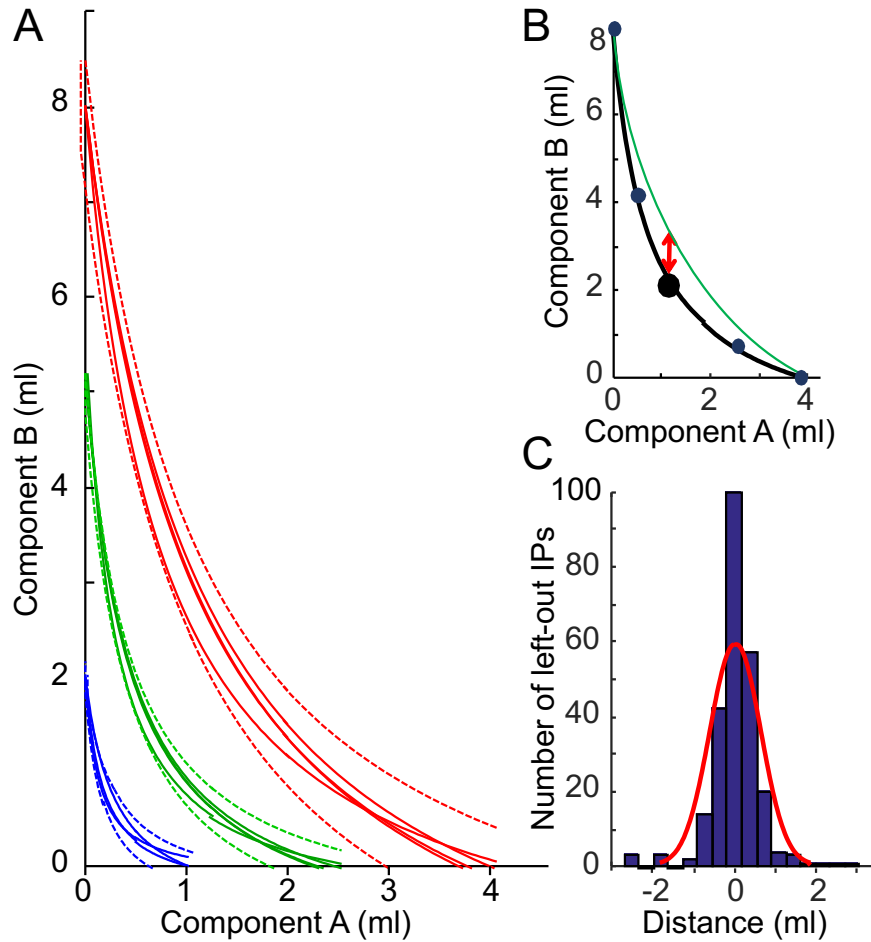 A
Component B (ml)
8
6
4
2
0
0 1 2 3 4
Component A (ml)
B
Component B (ml)
8
4
2
0
0 2 4
Component A (ml)
C
Number of left-out IPs
100
80
60
40
20
0
-2 0 2
Distance (ml)